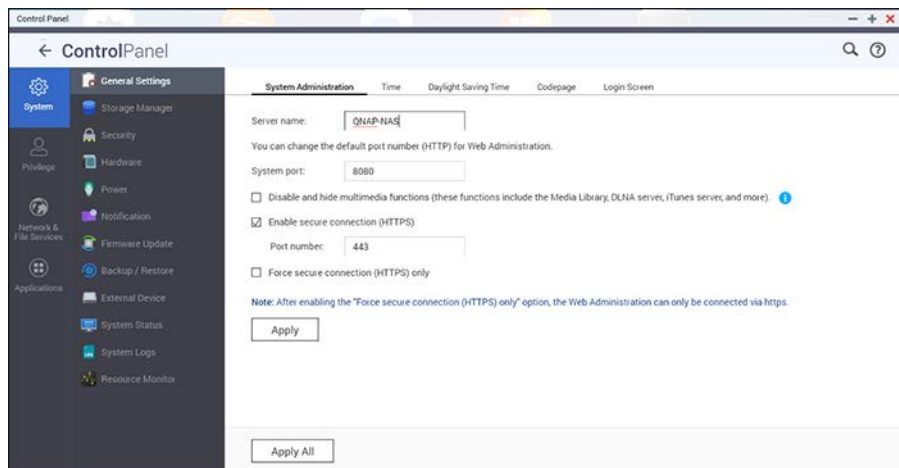 Control Panel
ControlPanel
System
Privilege
Network &
File Services
Applications
General Settings
Storage Manager
Security
Hardware
Power
Notification
Firmware Update
Backup / Restore
External Device
System Status
System Logs
Resource Monitor
System Administration Time Daylight Saving Time Codepage Login Screen
Server name: QNAP-NAS
You can change the default port number (HTTP) for Web Administration.
System port: 8080
Disable and hide multimedia functions (these functions include the Media Library, DLNA server, iTunes server, and more).
Enable secure connection (HTTPS)
Port number: 443
Force secure connection (HTTPS) only
Note: After enabling the "Force secure connection (HTTPS) only" option, the Web Administration can only be connected via https.
Apply
Apply All